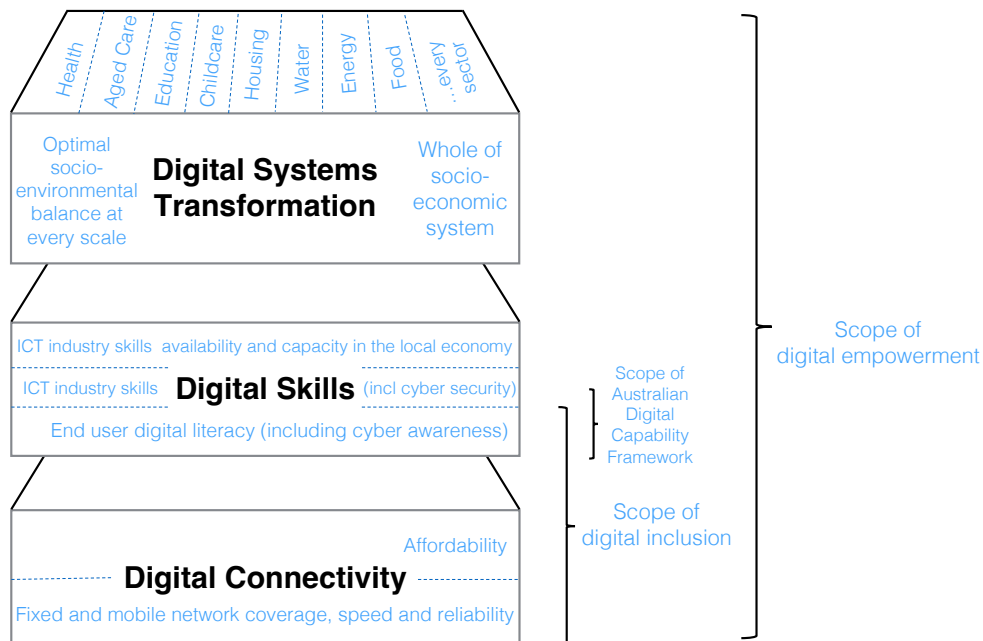 Health
Aged Care
Education
Childcare
Housing
Water
Energy
Food
....every
sector
Optimal
socio-
environmental
balance at
every scale
Digital Systems
Transformation
Whole of
socio-
economic
system
ICT industry skills availability and capacity in the local economy
ICT industry skills Digital Skills (incl cyber security)
End user digital literacy (including cyber awareness)
Affordability
Digital Connectivity
Fixed and mobile network coverage, speed and reliability
Scope of
Australian
Digital
Capability
Framework
Scope of
digital inclusion
Scope of
digital empowerment